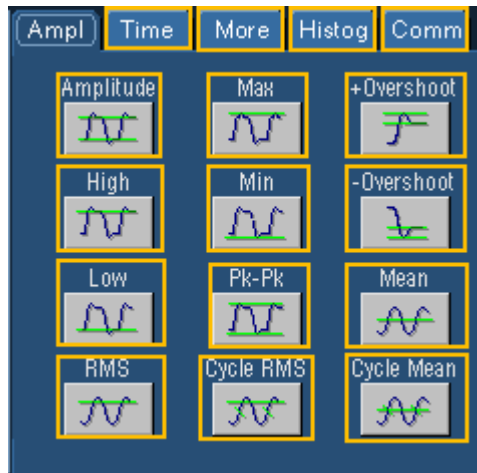 Ampl Time More Histog Comm
Amplitude Max +Overshoot
High Min -Overshoot
Low Pk-Pk Mean
RMS Cycle RMS Cycle Mean